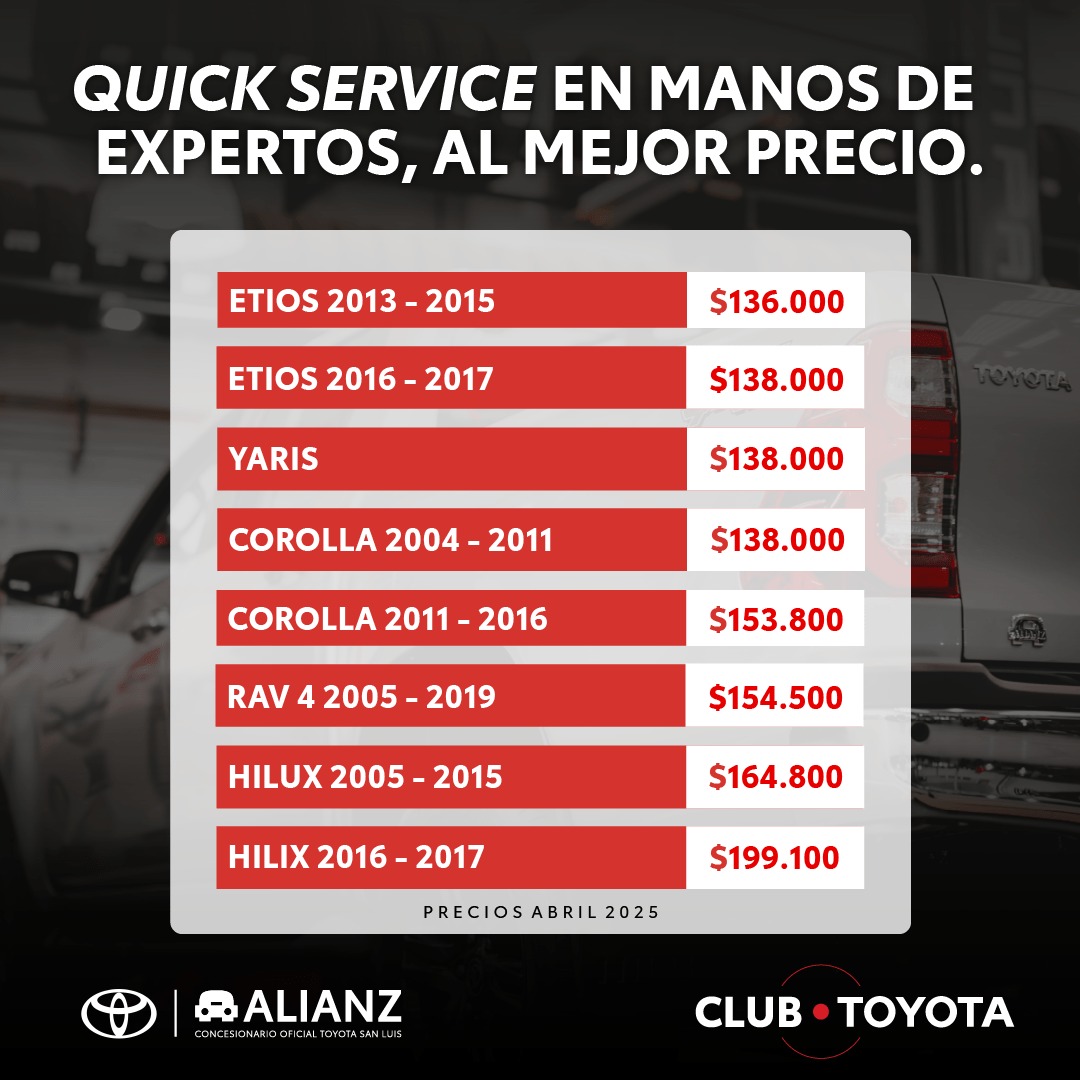 QUICK SERVICE EN MANOS DE
EXPERTOS, AL MEJOR PRECIO.
ETIOS 2013 - 2015 $136.000
ETIOS 2016 - 2017 $138.000
YARIS $138.000
COROLLA 2004 - 2011 $138.000
COROLLA 2011 - 2016 $153.800
RAV 4 2005 - 2019 $154.500
HILUX 2005 - 2015 $164.800
HILIX 2016 - 2017 $199.100
PRECIOS ABRIL 2025
TOYOTA
ALIANZ
CONCESIONARIO OFICIAL TOYOTA SAN LUIS
CLUB • TOYOTA